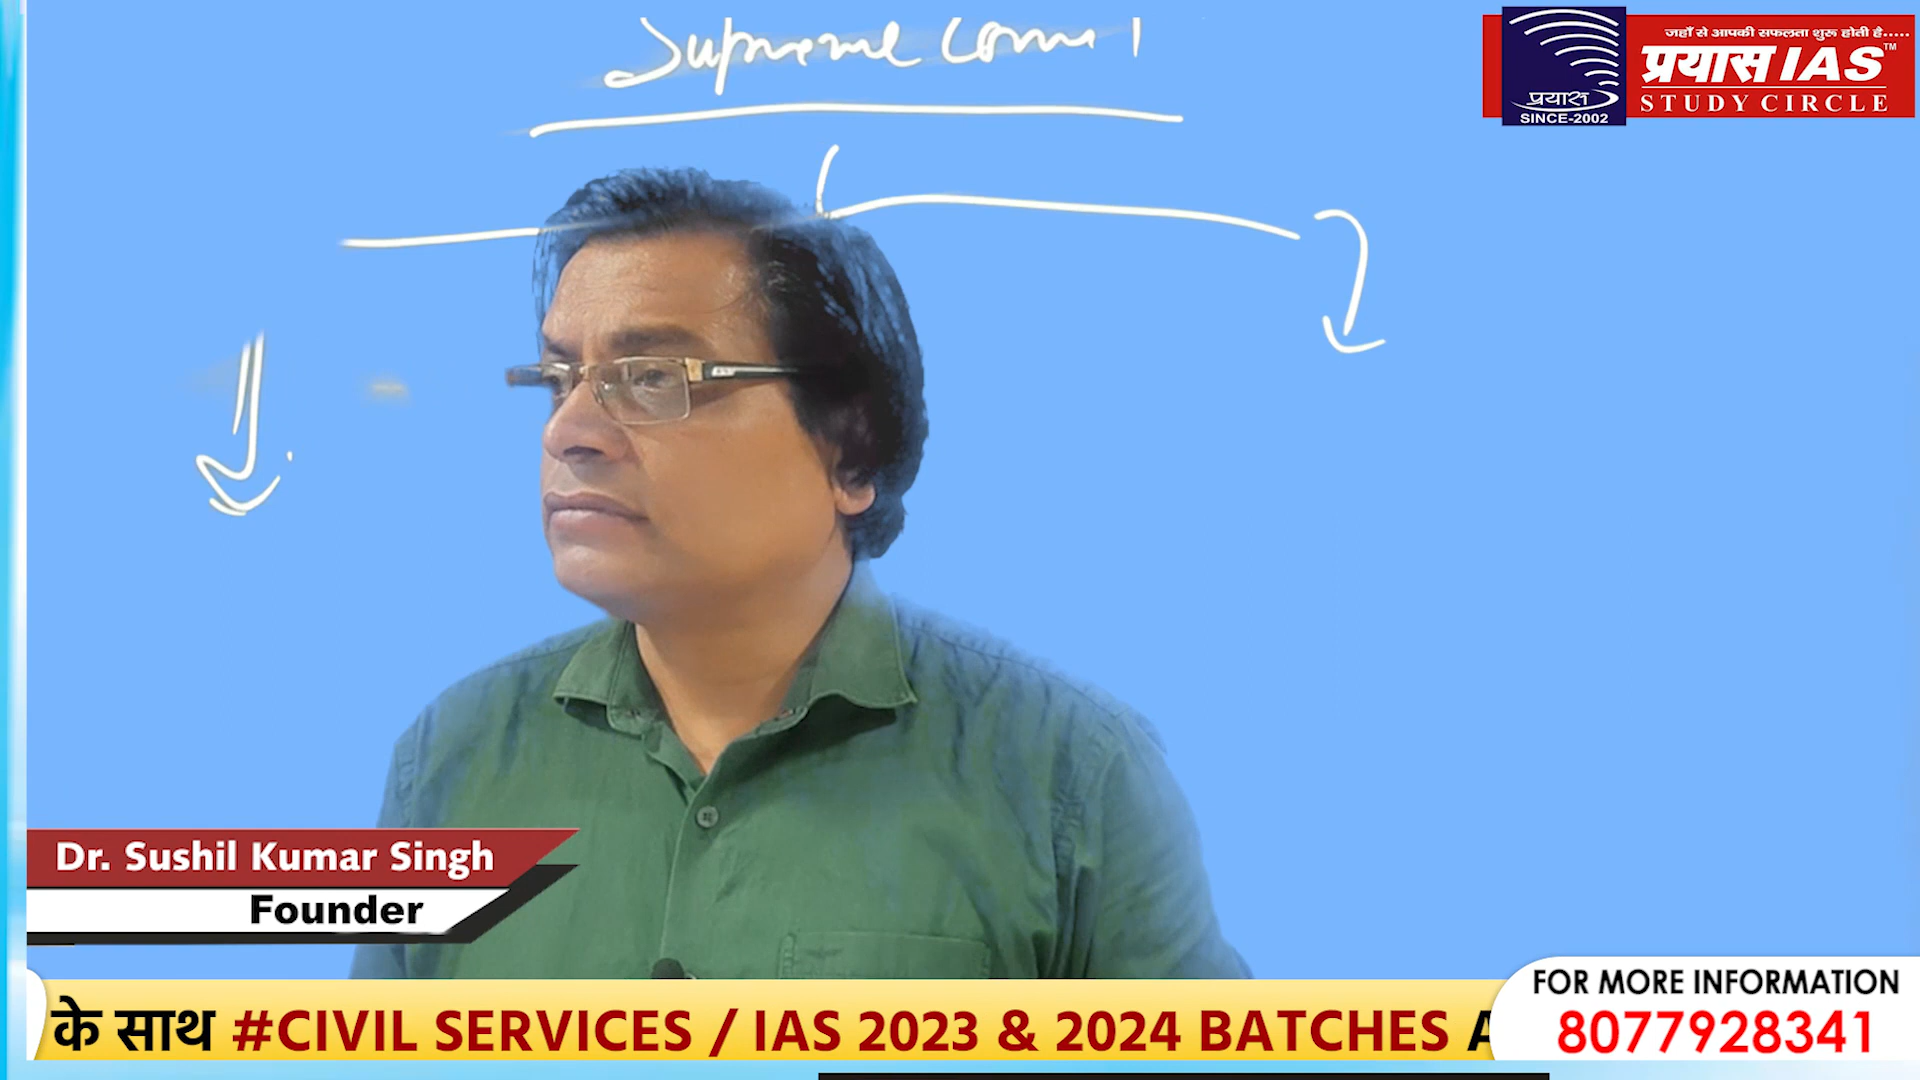 Supreme Court
जहाँ से आपकी सफलता शुरू होती है.....
प्रयास IAS™
STUDY CIRCLE
प्रयास
SINCE-2002
Dr. Sushil Kumar Singh
Founder
के साथ #CIVIL SERVICES / IAS 2023 & 2024 BATCHES A
FOR MORE INFORMATION
8077928341